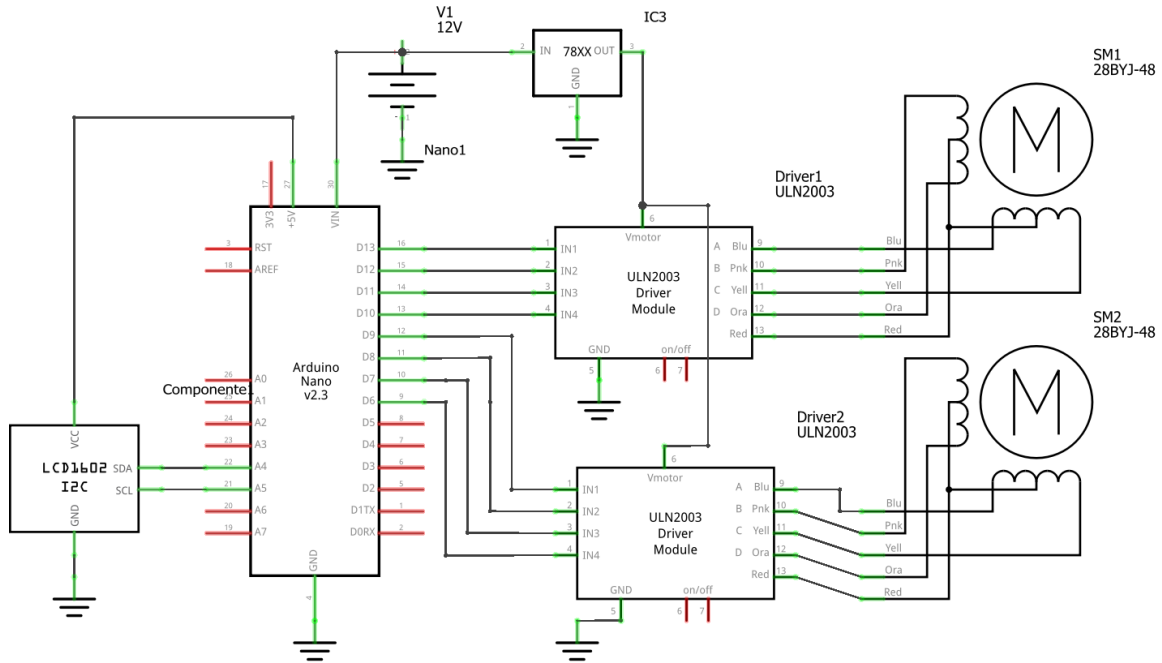 V1
12V
IC3
2
IN
78XX
OUT
3
GND
1
SM1
28BYJ-48
1
Nano1
17
27
30
3V3
+5V
VIN
Driver1
ULN2003
6
Vmotor
3
RST
18
AREF
D13
16
D12
15
D11
14
D10
13
D9
12
D8
11
D7
10
D6
9
D5
8
D4
7
D3
6
D2
5
D1TX
1
D0RX
2
Arduino
Nano
v2.3
26
A0
Componente1
A1
24
A2
23
A3
22
A4
21
A5
20
A6
19
A7
GND
4
1
IN1
2
IN2
3
IN3
4
IN4
ULN2003
Driver
Module
A
Blu
9
B
Pnk
10
C
Yell
11
D
Ora
12
Red
13
GND
5
on/off
6
7
Blu
Pnk
Yell
Ora
Red
SM2
28BYJ-48
Driver2
ULN2003
6
Vmotor
1
IN1
2
IN2
3
IN3
4
IN4
ULN2003
Driver
Module
A
Blu
9
B
Pnk
10
C
Yell
11
D
Ora
12
Red
13
GND
5
on/off
6
7
Blu
Pnk
Yell
Ora
Red
VCC
LCD1602
I2C
SDA
SCL
GND
M
M